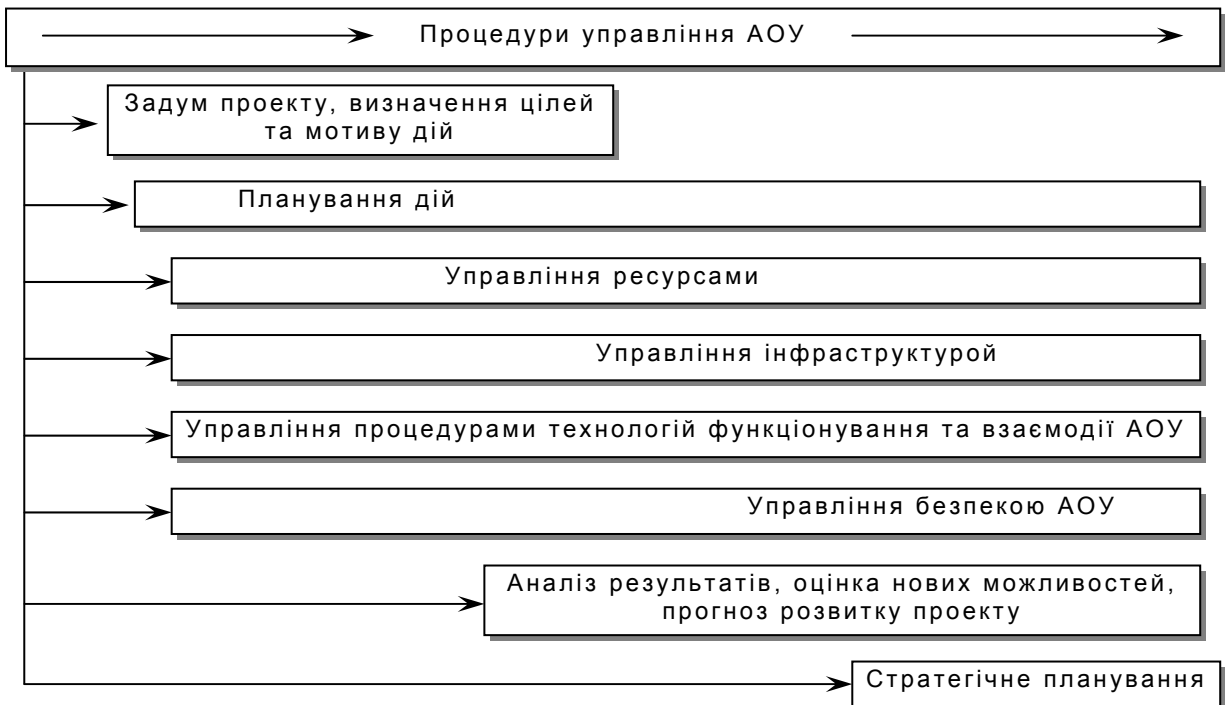 Процедури управління АОУ
Задум проекту, визначення цілей
та мотиву дій
Планування дій
Управління ресурсами
Управління інфраструктурой
Управління процедурами технологій функціонування та взаємодії АОУ
Управління безпекою АОУ
Аналіз результатів, оцінка нових можливостей,
прогноз розвитку проекту
Стратегічне планування